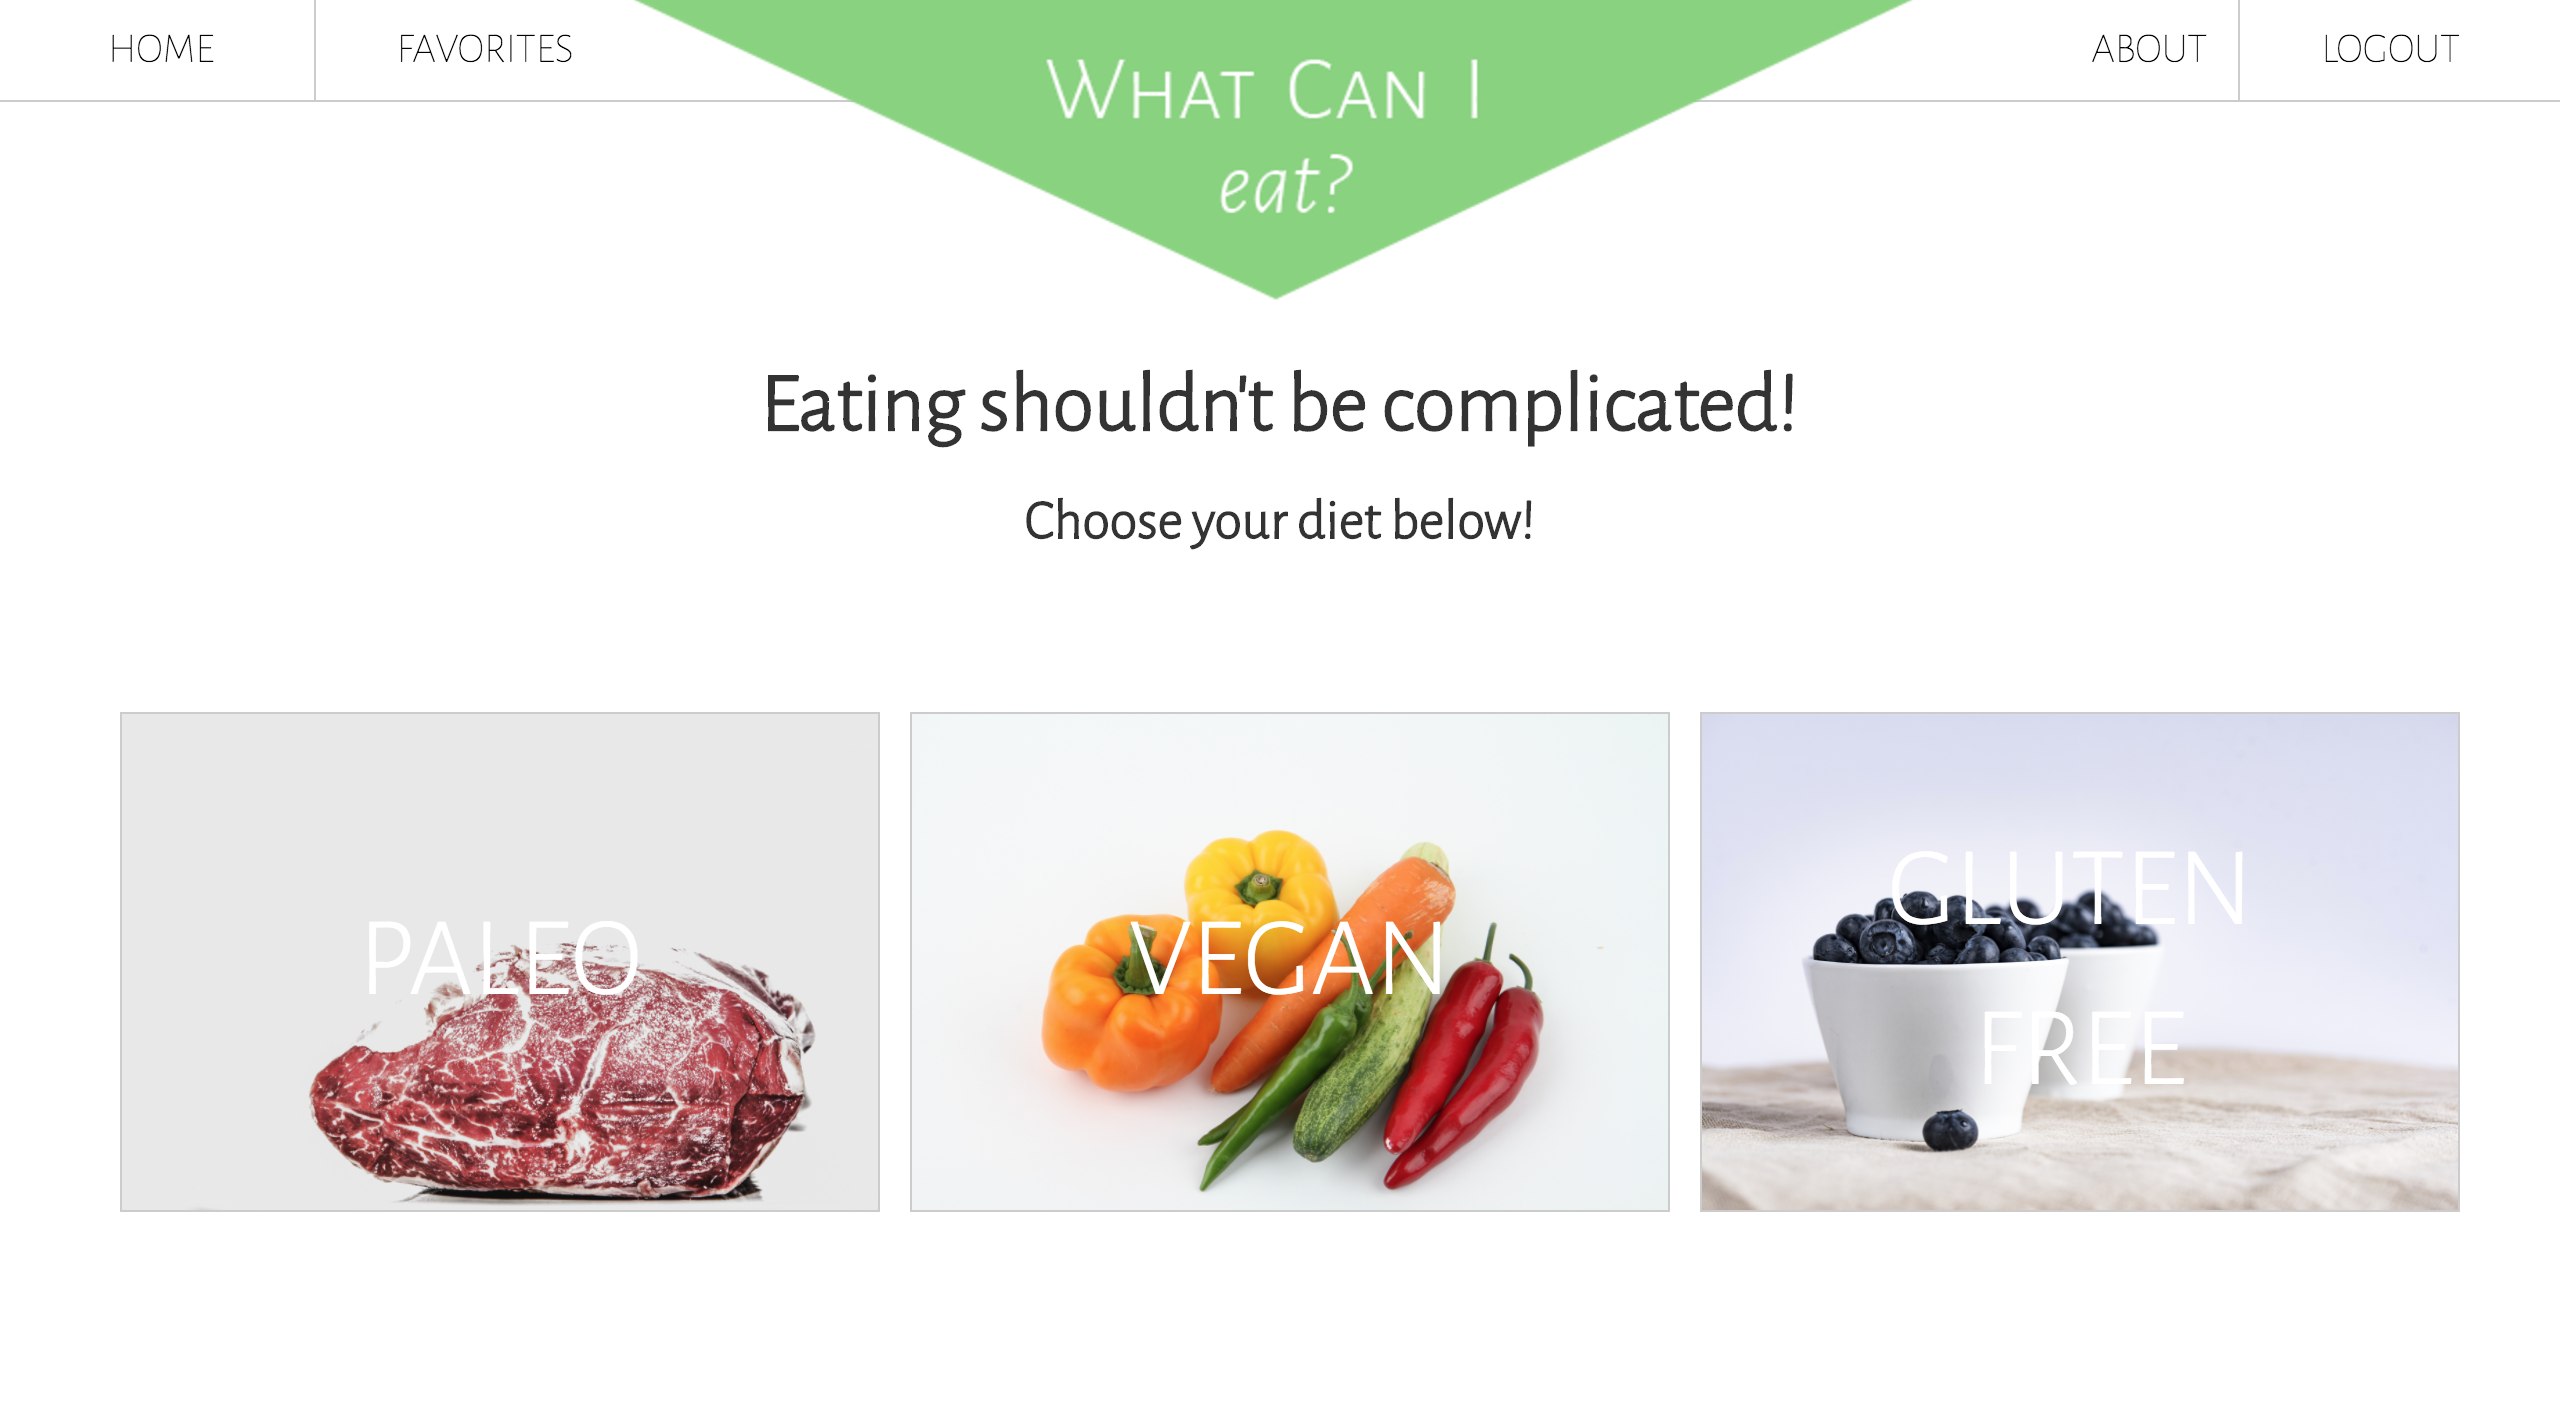 HOME
FAVORITES
WHAT CAN I
eat?
ABOUT
LOGOUT
Eating shouldn't be complicated!
Choose your diet below!
PALEO
VEGAN
GLUTEN
FREE